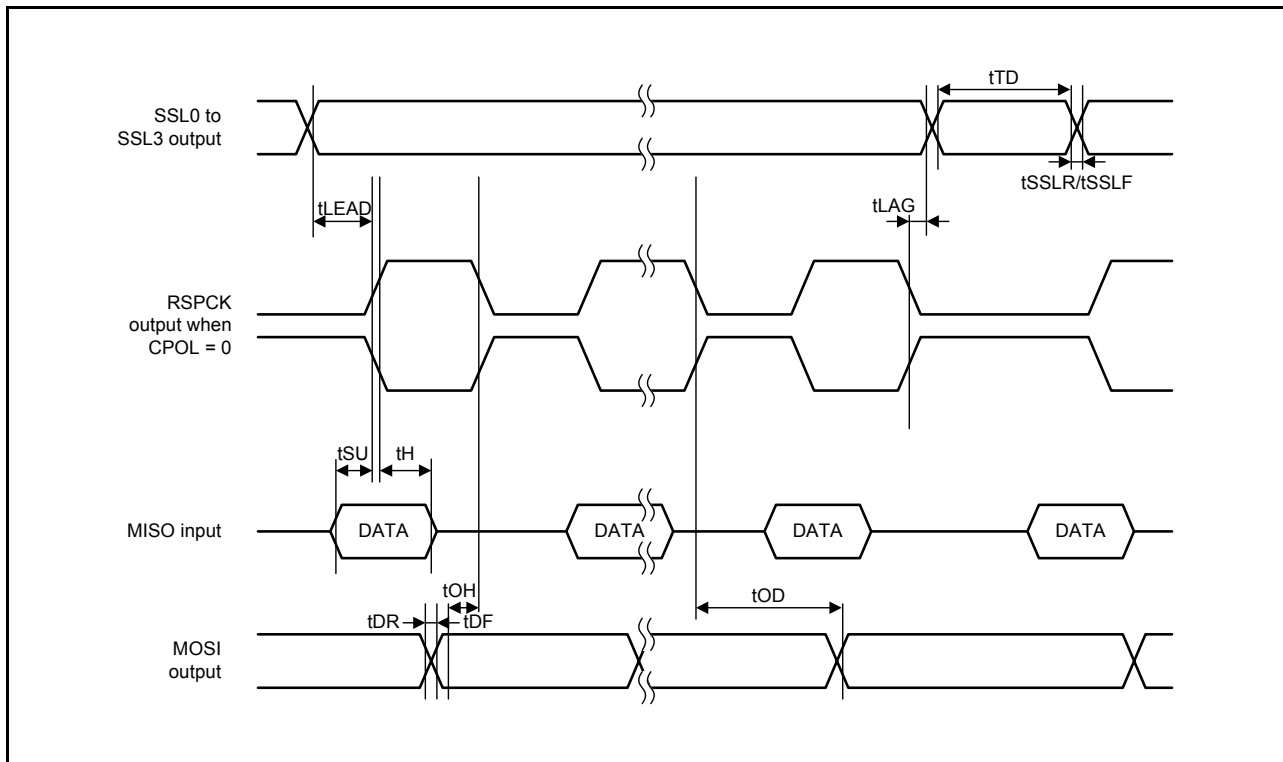 tTD
SSL0 to
SSL3 output
tSSLR/tSSLF
tLEAD
tLAG
RSPCK
output when
CPOL = 0
tSU
tH
MISO input
DATA
DATA
DATA
DATA
tOH
tOD
tDR
tDF
MOSI
output